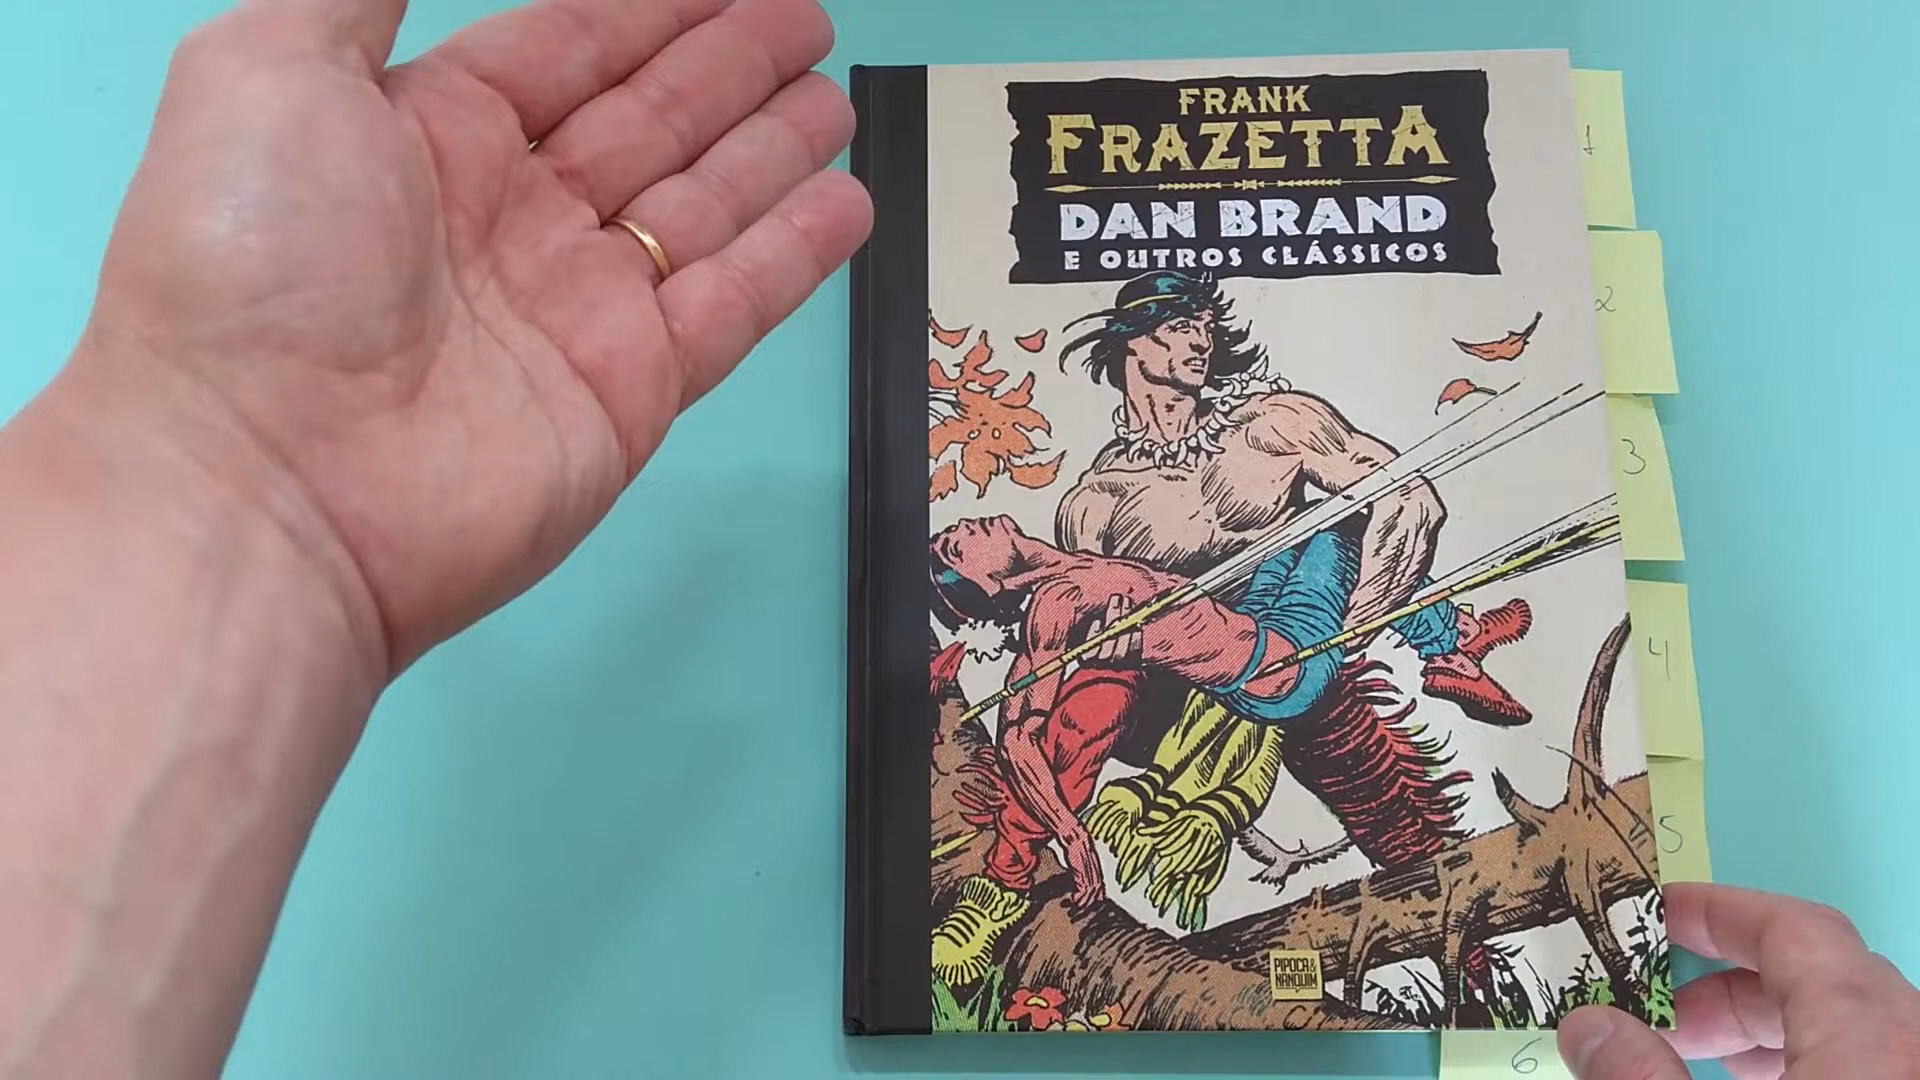 FRANK
FRAZETTA
DAN BRAND
E OUTROS CLÁSSICOS
1
2
3
4
5
PIPOCA &
NANQUIM
6